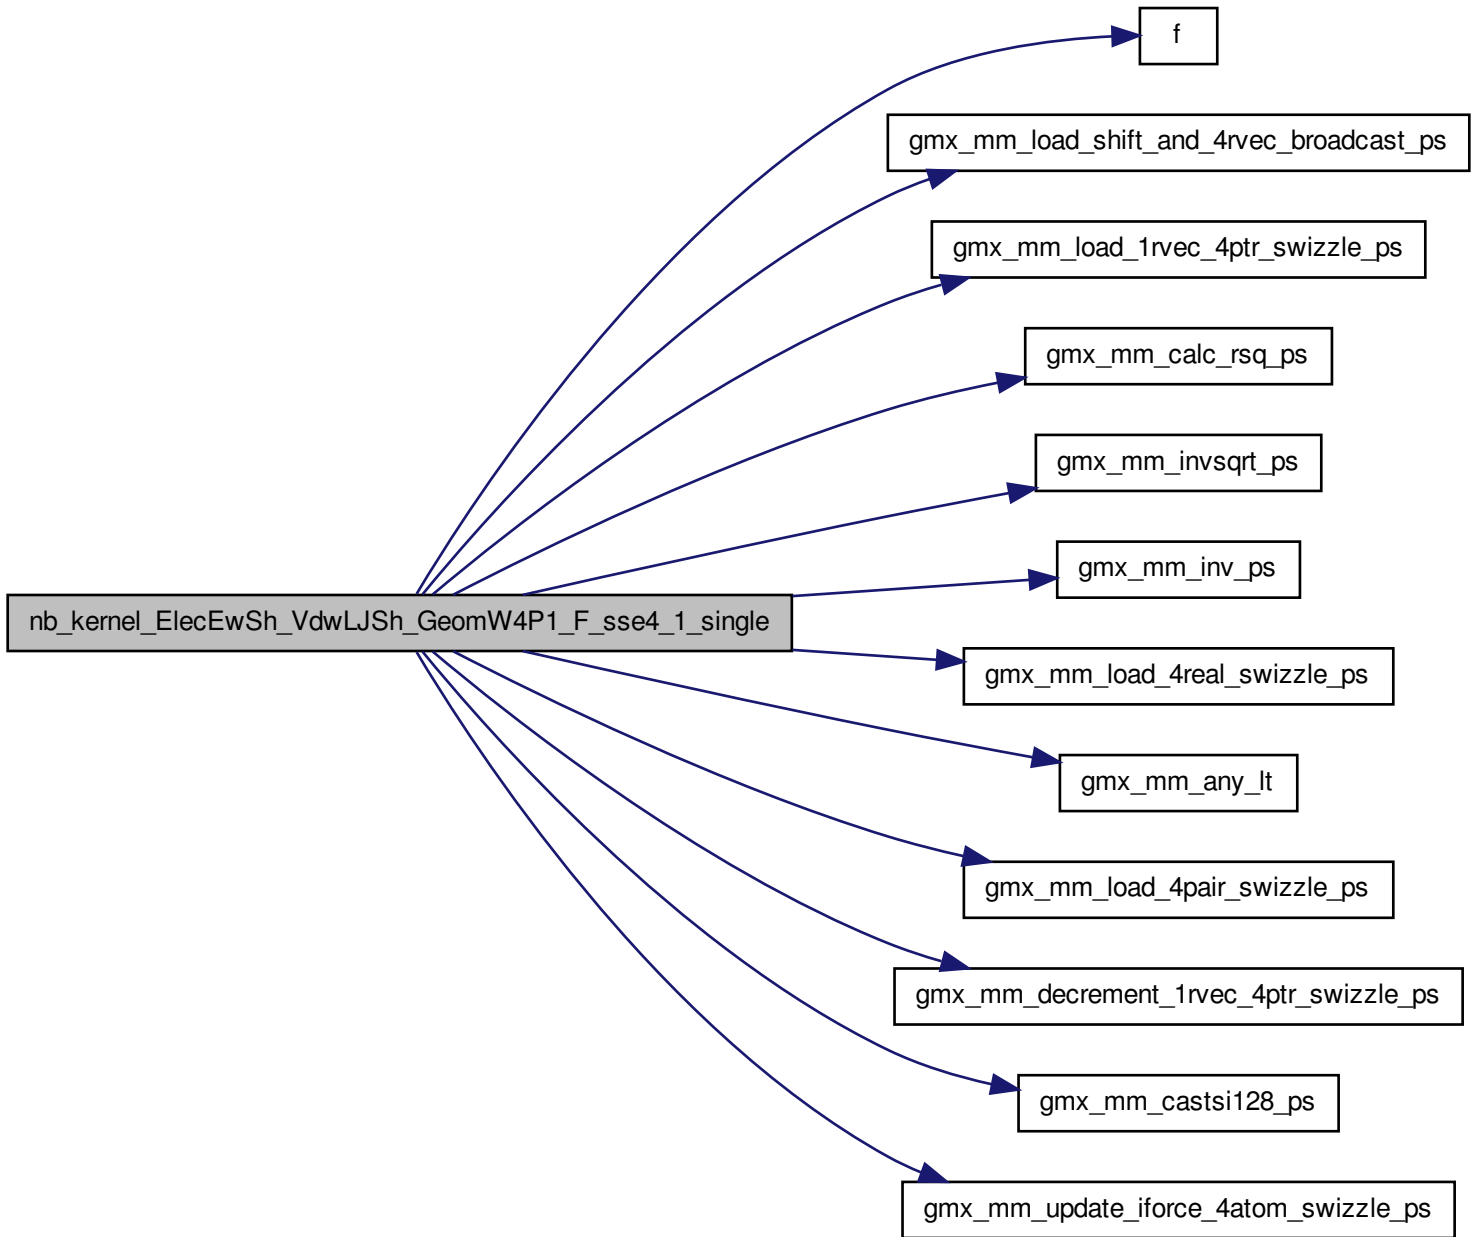 f
gmx_mm_load_shift_and_4rvec_broadcast_ps
gmx_mm_load_1rvec_4ptr_swizzle_ps
gmx_mm_calc_rsq_ps
gmx_mm_invsqrt_ps
gmx_mm_inv_ps
nb_kernel_ElecEwSh_VdwLJSh_GeomW4P1_F_sse4_1_single
gmx_mm_load_4real_swizzle_ps
gmx_mm_any_lt
gmx_mm_load_4pair_swizzle_ps
gmx_mm_decrement_1rvec_4ptr_swizzle_ps
gmx_mm_castsi128_ps
gmx_mm_update_iforce_4atom_swizzle_ps